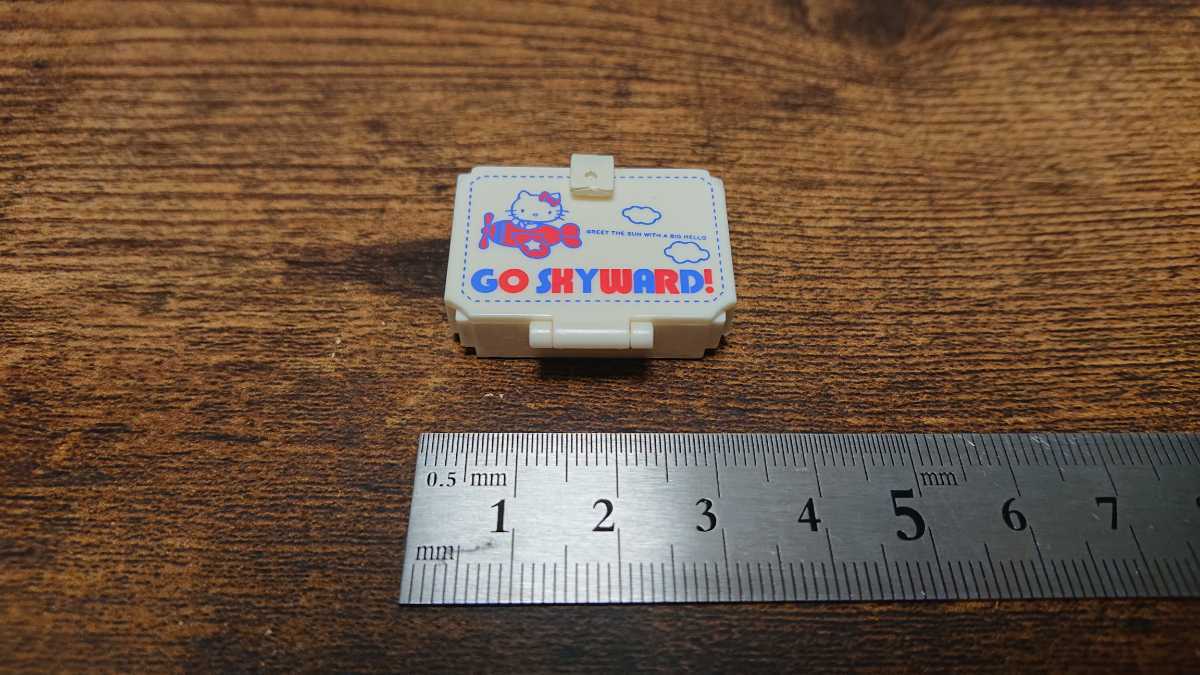 GREET THE SUN WITH A BIG HELLO
GO SKYWARD!
0.5 mm mm
1 2 3 4 5 6 7
mm